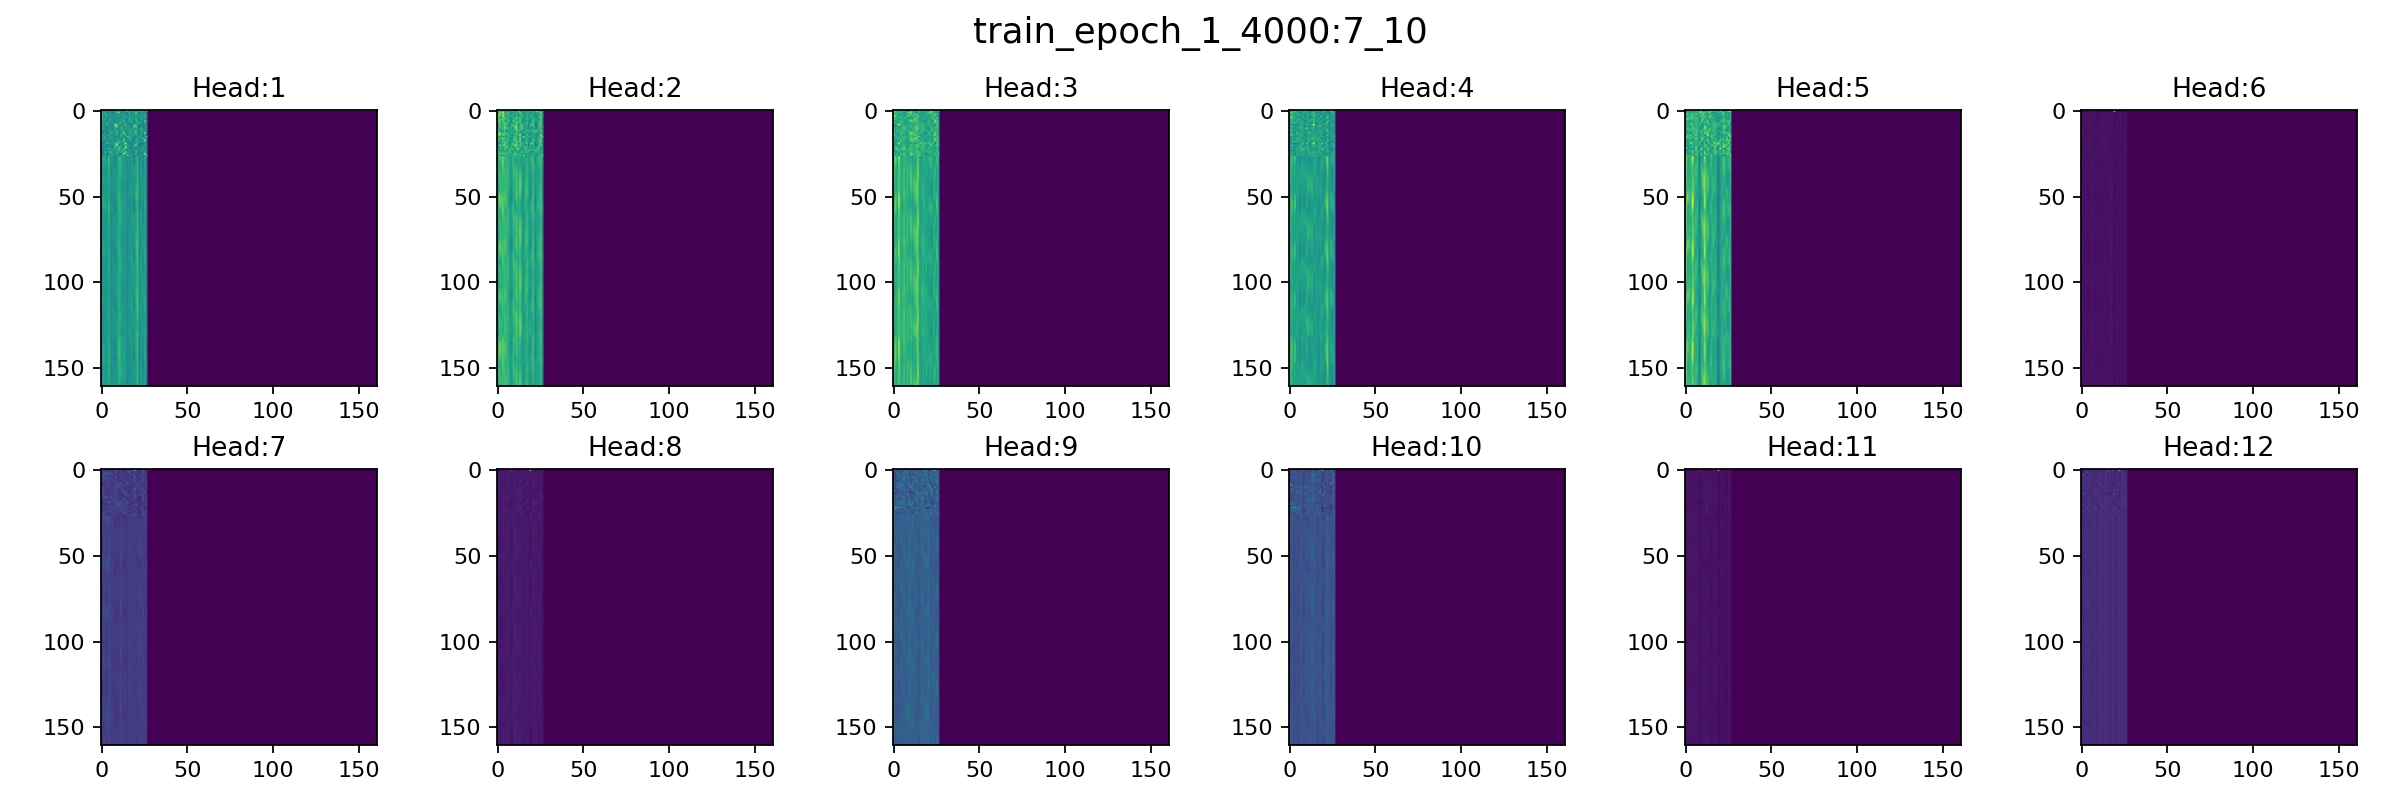 train_epoch_1_4000:7_10
Head:1 Head:2 Head:3 Head:4 Head:5 Head:6
0 0 0 0 0 0
50 50 50 50 50 50
100 100 100 100 100 100
150 150 150 150 150 150
0 50 100 150 0 50 100 150 0 50 100 150 0 50 100 150 0 50 100 150 0 50 100 150
Head:7 Head:8 Head:9 Head:10 Head:11 Head:12
0 0 0 0 0 0
50 50 50 50 50 50
100 100 100 100 100 100
150 150 150 150 150 150
0 50 100 150 0 50 100 150 0 50 100 150 0 50 100 150 0 50 100 150 0 50 100 150